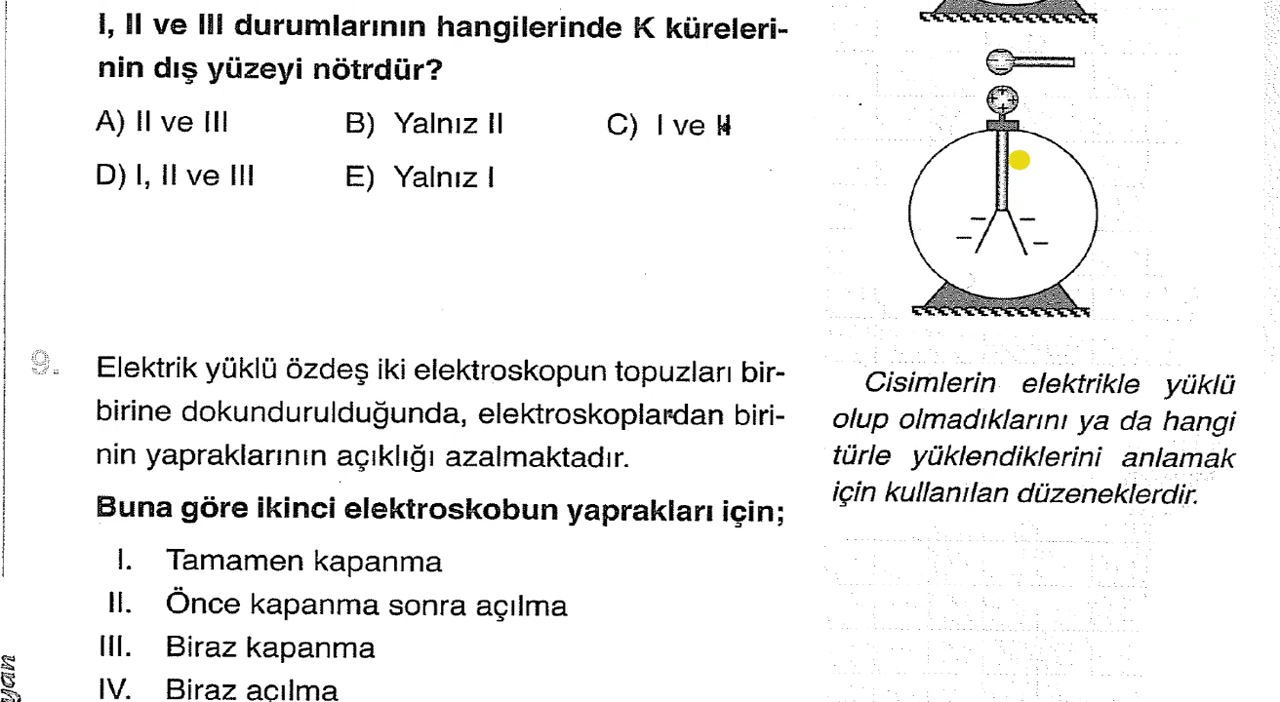 I, II ve III durumlarının hangilerinde K küreleri-
nin dış yüzeyi nötrdür?
A) II ve III B) Yalnız II C) I ve II
D) I, II ve III E) Yalnız I
9. Elektrik yüklü özdeş iki elektroskopun topuzları bir-
birine dokundurulduğunda, elektroskoplardan biri-
nin yapraklarının açıklığı azalmaktadır.
Buna göre ikinci elektroskobun yaprakları için;
I. Tamamen kapanma
II. Önce kapanma sonra açılma
III. Biraz kapanma
IV. Biraz açılma
Cisimlerin elektrikle yüklü
olup olmadıklarını ya da hangi
türle yüklendiklerini anlamak
için kullanılan düzeneklerdir.